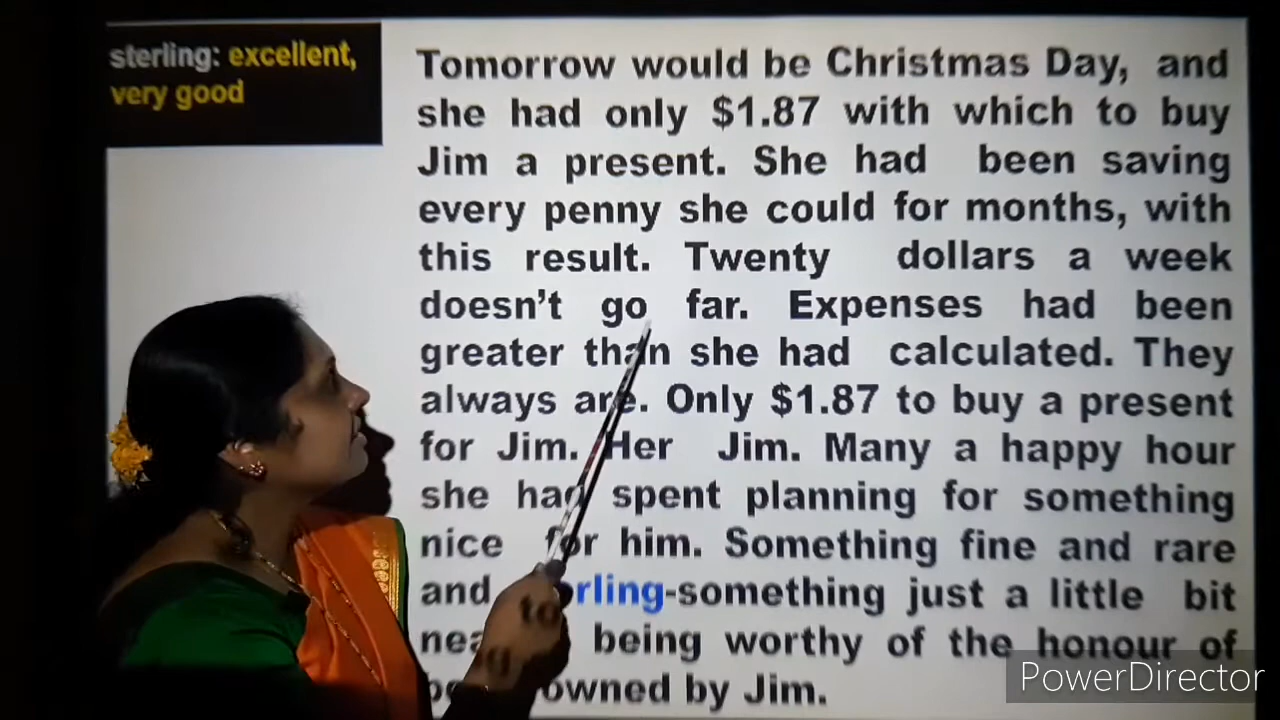 sterling: excellent,
very good
Tomorrow would be Christmas Day, and
she had only $1.87 with which to buy
Jim a present. She had been saving
every penny she could for months, with
this result. Twenty dollars a week
doesn't go far. Expenses had been
greater than she had calculated. They
always are. Only $1.87 to buy a present
for Jim. Her Jim. Many a happy hour
she had spent planning for something
nice for him. Something fine and rare
and rling-something just a little bit
being worthy of the honour of
owned by Jim.
PowerDirector